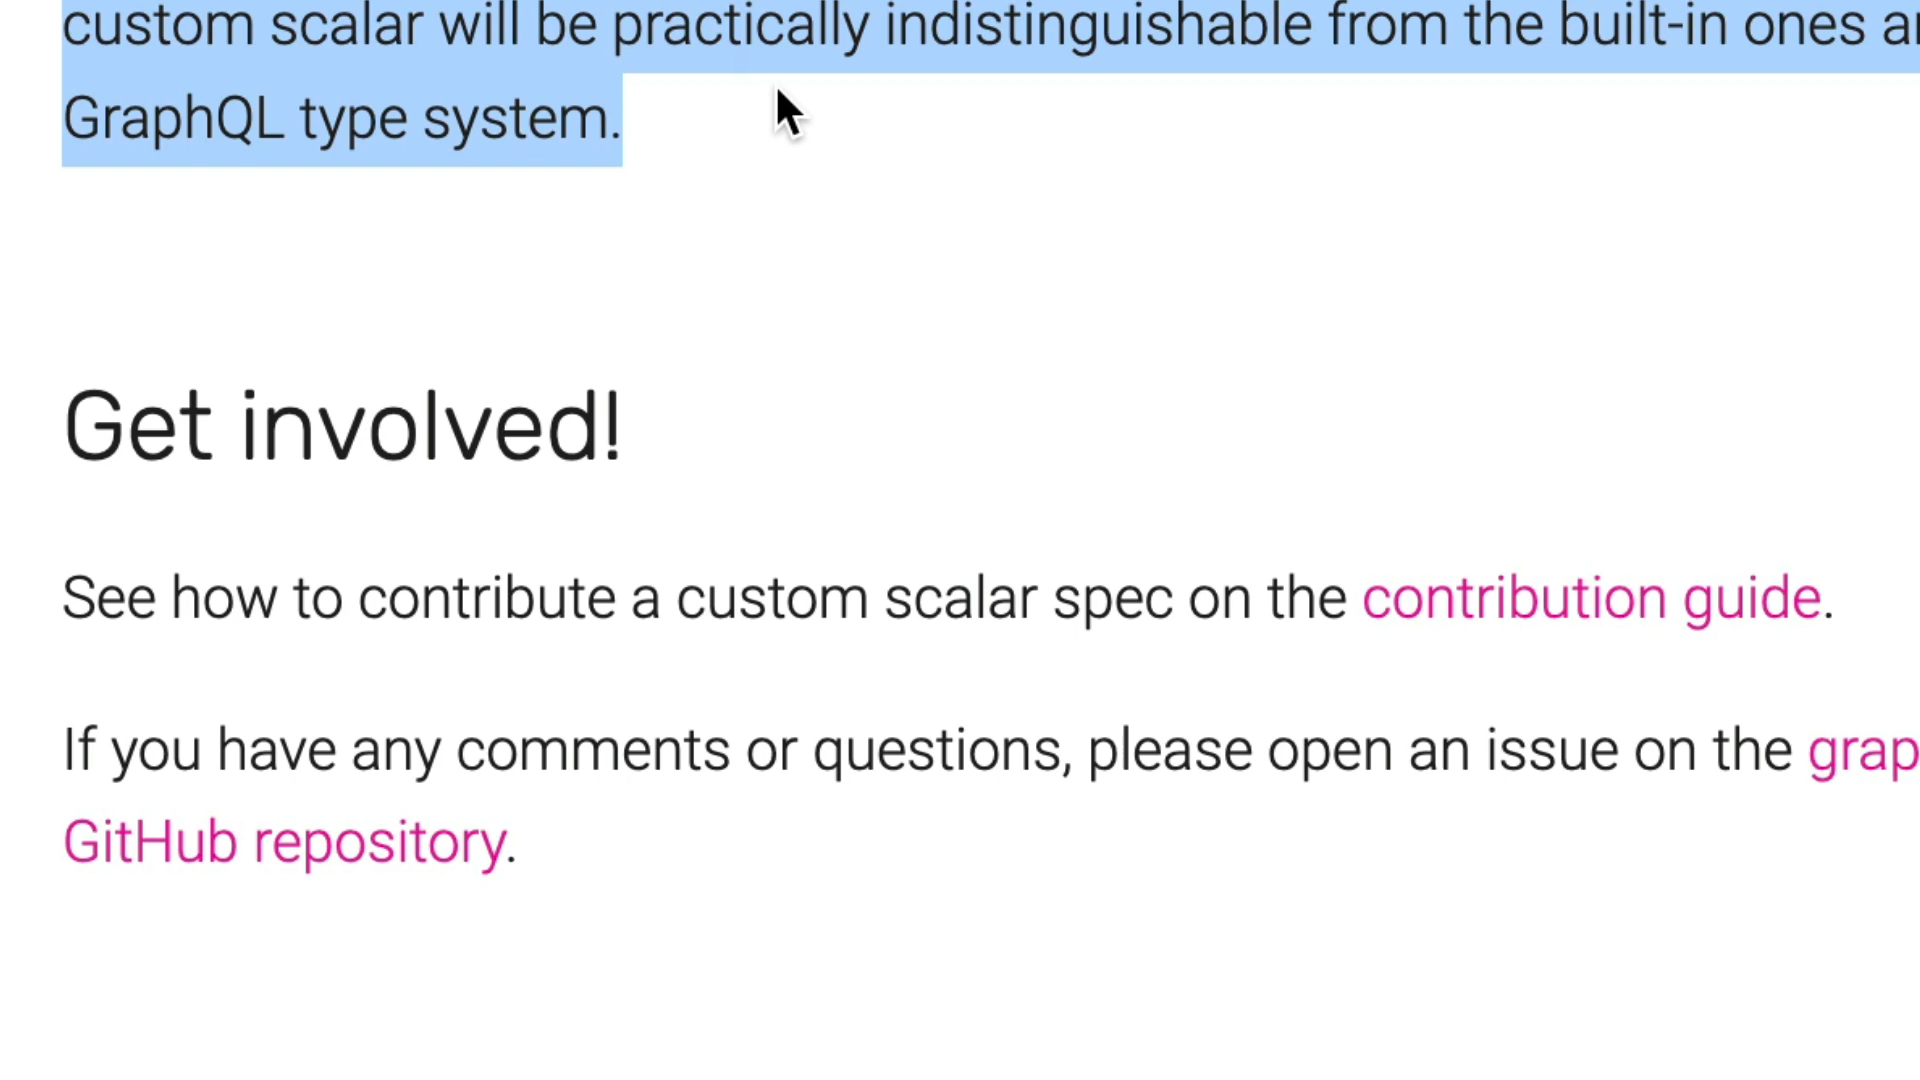 custom scalar will be practically indistinguishable from the built-in ones
GraphQL type system.
Get involved!
See how to contribute a custom scalar spec on the contribution guide.
If you have any comments or questions, please open an issue on the
GitHub repository.